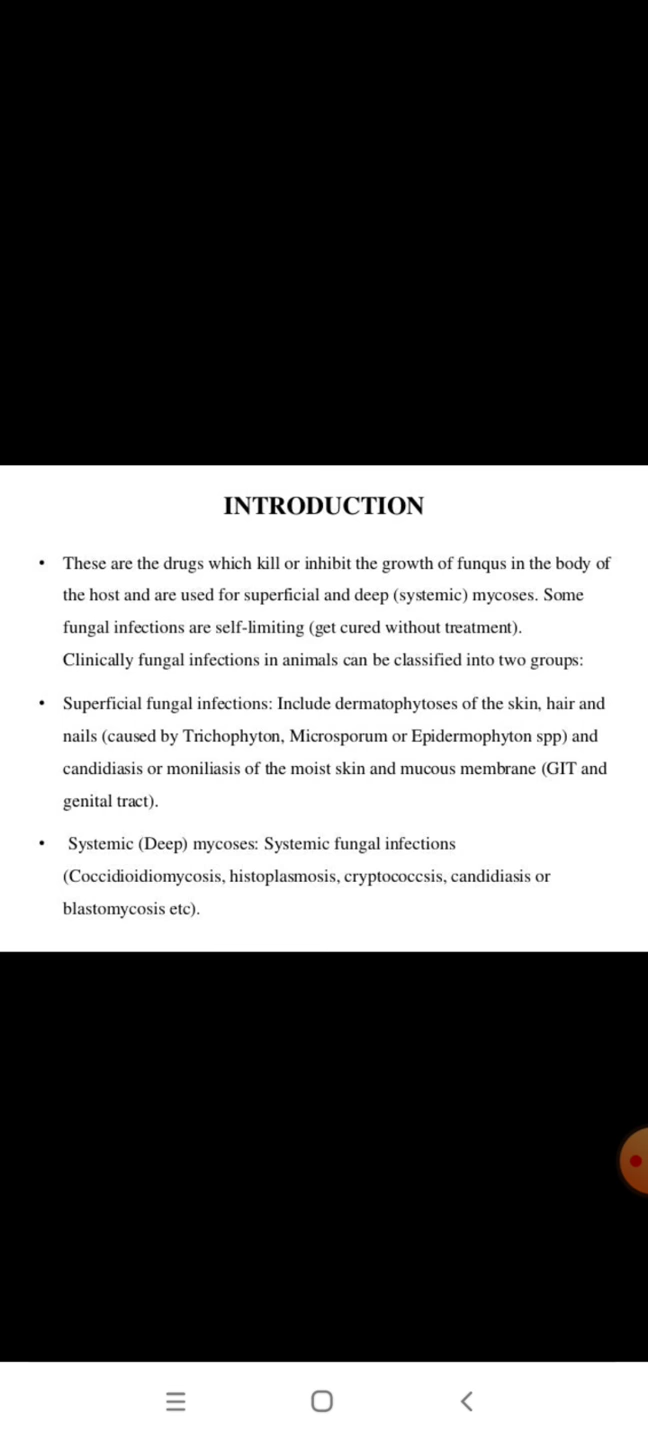 INTRODUCTION
• These are the drugs which kill or inhibit the growth of funqus in the body of
the host and are used for superficial and deep (systemic) mycoses. Some
fungal infections are self-limiting (get cured without treatment).
Clinically fungal infections in animals can be classified into two groups:
• Superficial fungal infections: Include dermatophytoses of the skin, hair and
nails (caused by Trichophyton, Microsporum or Epidermophyton spp) and
candidiasis or moniliasis of the moist skin and mucous membrane (GIT and
genital tract).
• Systemic (Deep) mycoses: Systemic fungal infections
(Coccidioidiomycosis, histoplasmosis, cryptococcsis, candidiasis or
blastomycosis etc).